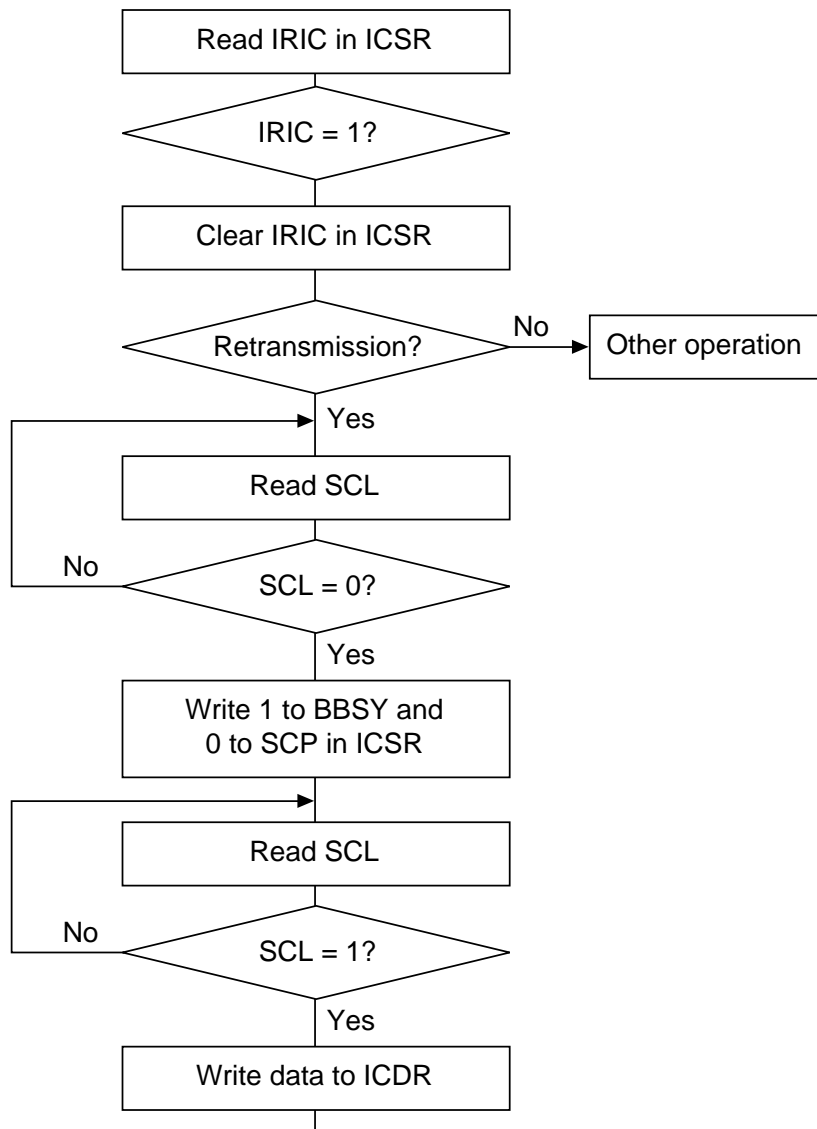 Read IRIC in ICSR
IRIC = 1?
Clear IRIC in ICSR
Retransmission?
No
Other operation
Yes
Read SCL
No
SCL = 0?
Yes
Write 1 to BBSY and
0 to SCP in ICSR
Read SCL
No
SCL = 1?
Yes
Write data to ICDR